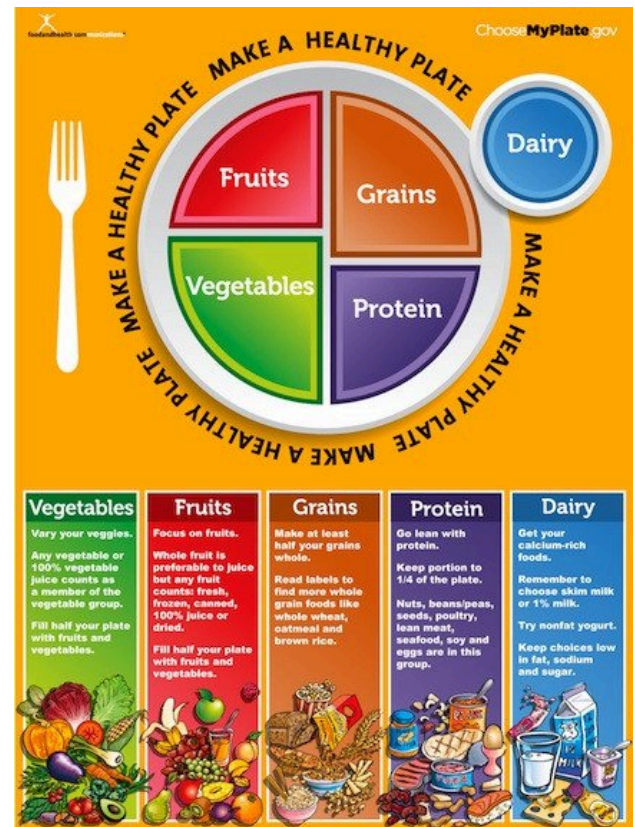 foodandhealth communications
ChooseMyPlate.gov
MAKE A HEALTHY PLATE MAKE A HEALTHY PLATE MAKE A HEALTHY PLATE MAKE A HEALTHY PLATE MAKE A HEALTHY PLATE
Fruits
Grains
Dairy
Vegetables
Protein
Vegetables
Vary your veggies.
Any vegetable or
100% vegetable
juice counts as
a member of the
vegetable group.
Fill half your plate
with fruits and
vegetables.
Fruits
Focus on fruits.
Whole fruit is
preferable to juice
but any fruit
counts: fresh,
frozen, canned,
100% juice or
dried.
Fill half your plate
with fruits and
vegetables.
Grains
Make at least
half your grains
whole.
Read labels to
find more whole
grain foods like
whole wheat,
oatmeal and
brown rice.
Protein
Go lean with
protein.
Keep portion to
1/4 of the plate.
Nuts, beans/peas,
seeds, poultry,
lean meat,
seafood, soy and
eggs are in this
group.
Dairy
Get your
calcium-rich
foods.
Remember to
choose skim milk
or 1% milk.
Try nonfat yogurt.
Keep choices low
in fat, sodium
and sugar.
MILK